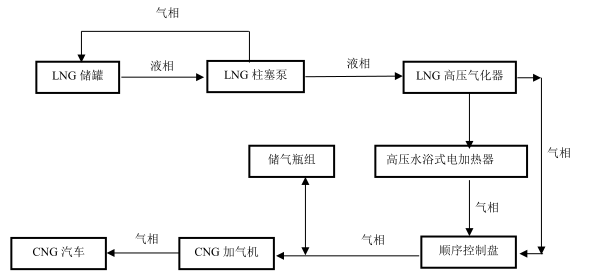 气相
LNG 储罐
液相
LNG 柱塞泵
液相
LNG 高压气化器
气相
储气瓶组
高压水浴式电加热器
气相
CNG 汽车
气相
CNG 加气机
气相
顺序控制盘